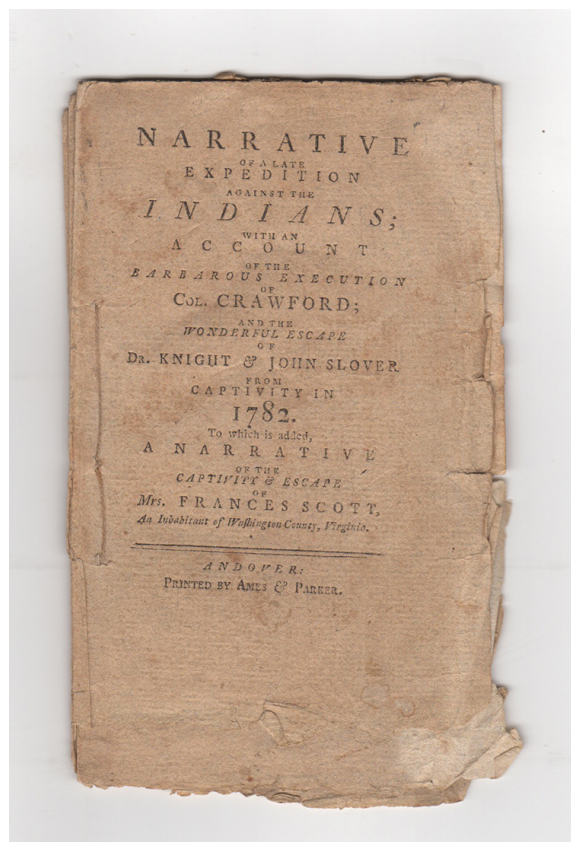 NARRATIVE
OF A LATE
EXPEDITION
AGAINST THE
INDIANS;
WITH AN
ACCOUNT
OF THE
BARBAROUS EXECUTION
OF
COL. CRAWFORD;
AND THE
WONDERFUL ESCAPE
OF
DR. KNIGHT & JOHN SLOVER
FROM
CAPTIVITY IN
1782.
To which is added,
A NARRATIVE
OF THE
CAPTIVITY & ESCAPE
OF
Mrs. FRANCES SCOTT,
An Inhabitant of Washington County, Virginia.
ANDOVER:
PRINTED BY AMES & PARKER.